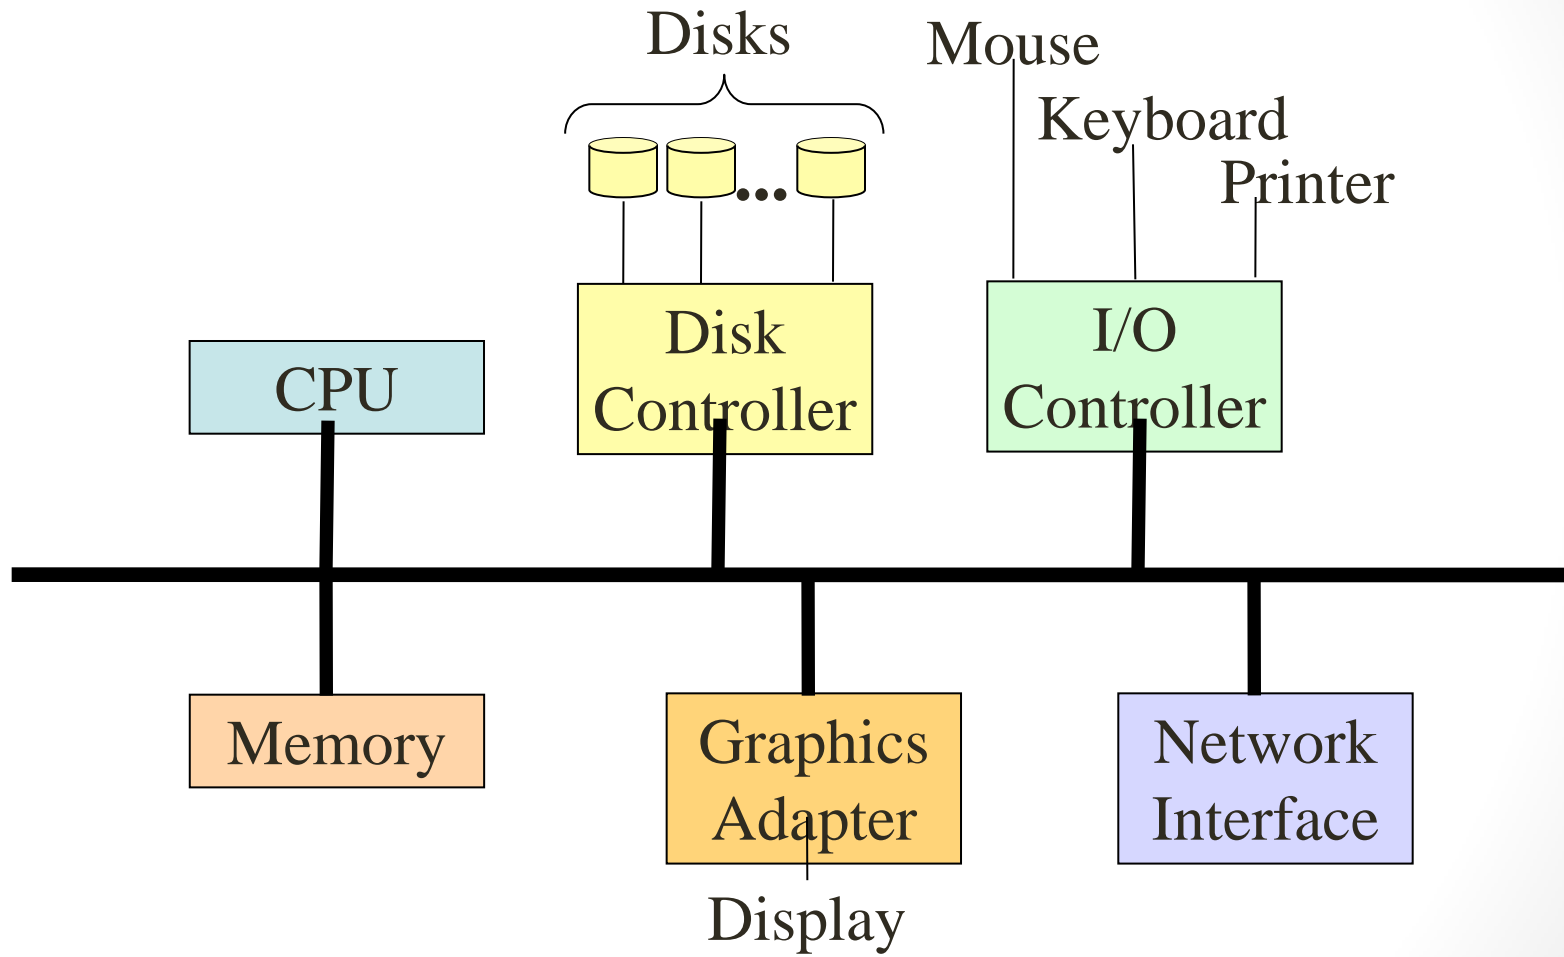 Disks
Mouse
Keyboard
Printer
...
CPU
Disk
Controller
I/O
Controller
Memory
Graphics
Adapter
Network
Interface
Display